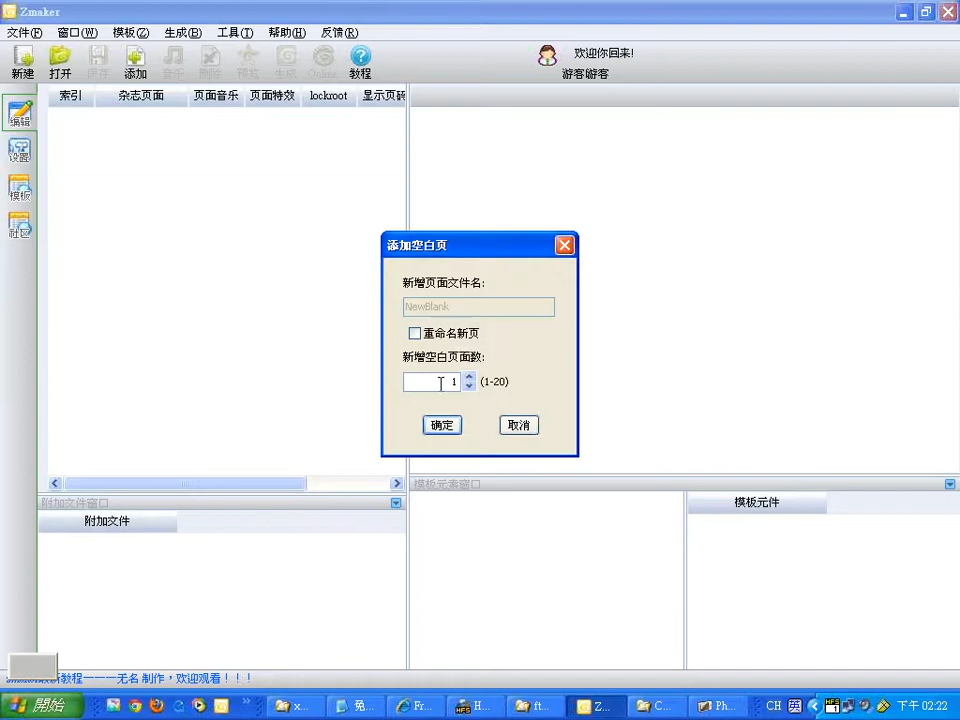 Zmaker
文件(F) 窗口(W) 模板(Z) 生成(B) 工具(T) 帮助(H) 反馈(R)
新建 打开 保存 添加 音乐 删除 预览 生成 Online 教程
欢迎你回来!
游客\游客
编辑
设置
模板
社区
索引 杂志页面 页面音乐 页面特效 lockroot 显示页码
添加空白页
新增页面文件名:
NewBlank
重命名新页
新增空白页面数:
1 (1-20)
确定 取消
模板元素窗口
附加文件窗口
附加文件
模板元件
教程一一一无名 制作，欢迎观看！！！
開始 x... 兔... Fr... H... ft... Z... C... Ph... CH 下午 02:22